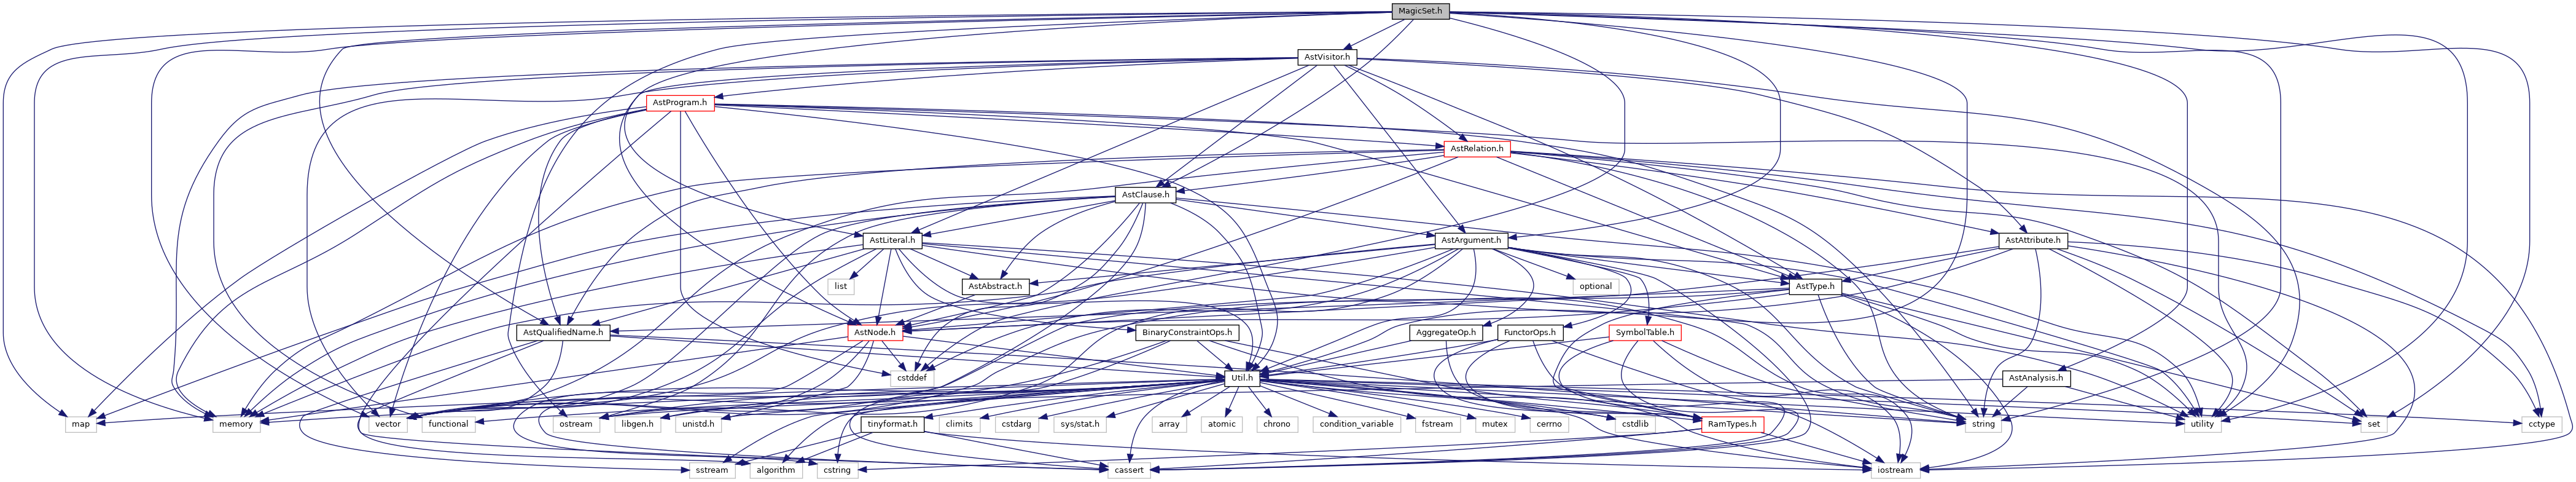 MagicSet.h
AstVisitor.h
AstProgram.h
AstRelation.h
AstClause.h
AstLiteral.h
AstArgument.h
AstAttribute.h
list
AstAbstract.h
optional
AstType.h
AstQualifiedName.h
AstNode.h
BinaryConstraintOps.h
AggregateOp.h
FunctorOps.h
SymbolTable.h
cstddef
Util.h
AstAnalysis.h
map
memory
vector
functional
ostream
libgen.h
unistd.h
tinyformat.h
climits
cstdarg
sys/stat.h
array
atomic
chrono
condition_variable
fstream
mutex
cerrno
cstdlib
RamTypes.h
string
utility
set
cctype
sstream
algorithm
cstring
cassert
iostream